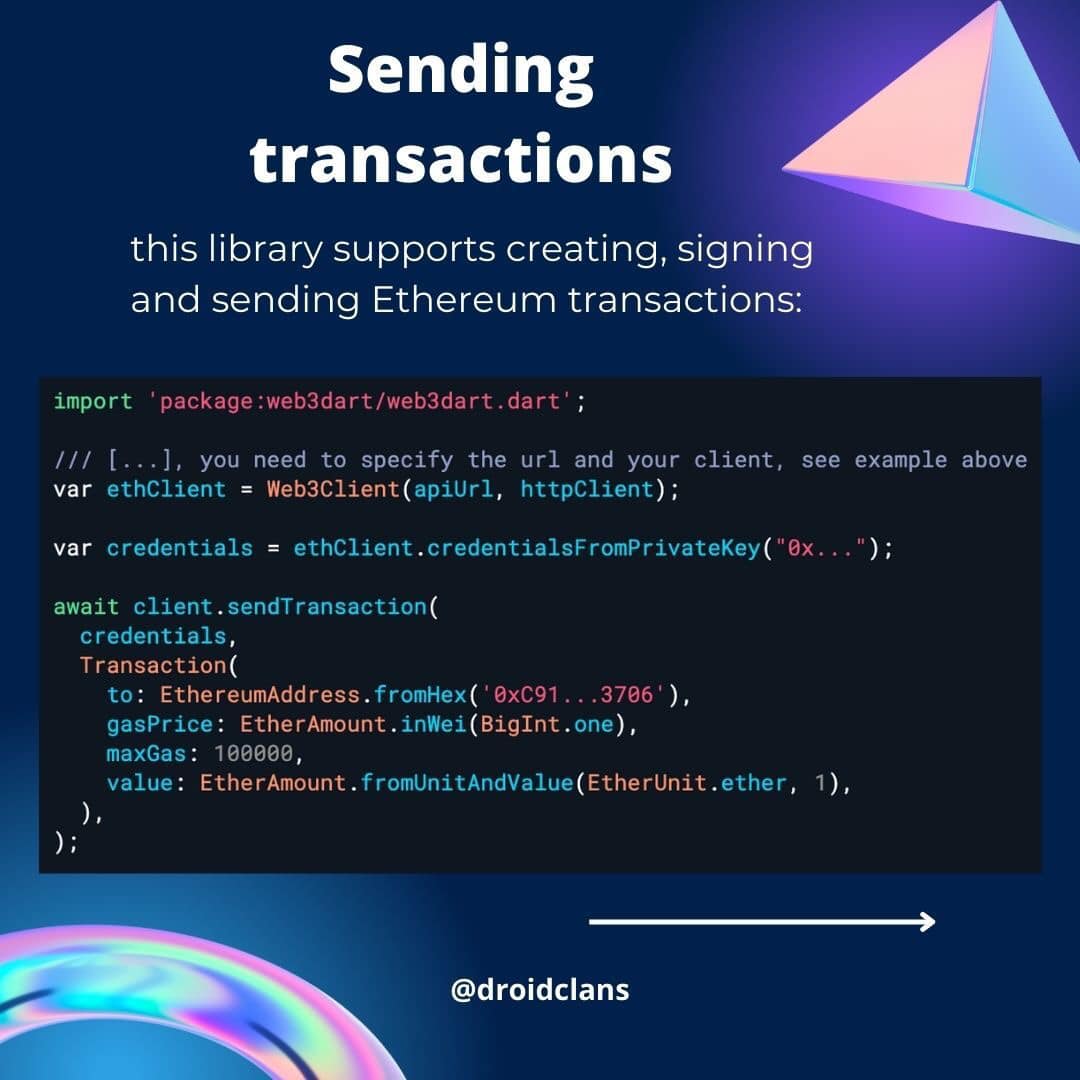 Sending
transactions
this library supports creating, signing
and sending Ethereum transactions:
import 'package:web3dart/web3dart.dart';
/// [...], you need to specify the url and your client, see example above
var ethClient = Web3Client(apiUrl, httpClient);
var credentials = ethClient.credentialsFromPrivateKey("0x...");
await client.sendTransaction(
  credentials,
  Transaction(
    to: EthereumAddress.fromHex('0xC91...3706'),
    gasPrice: EtherAmount.inWei(BigInt.one),
    maxGas: 100000,
    value: EtherAmount.fromUnitAndValue(EtherUnit.ether, 1),
  ),
);
@droidclans